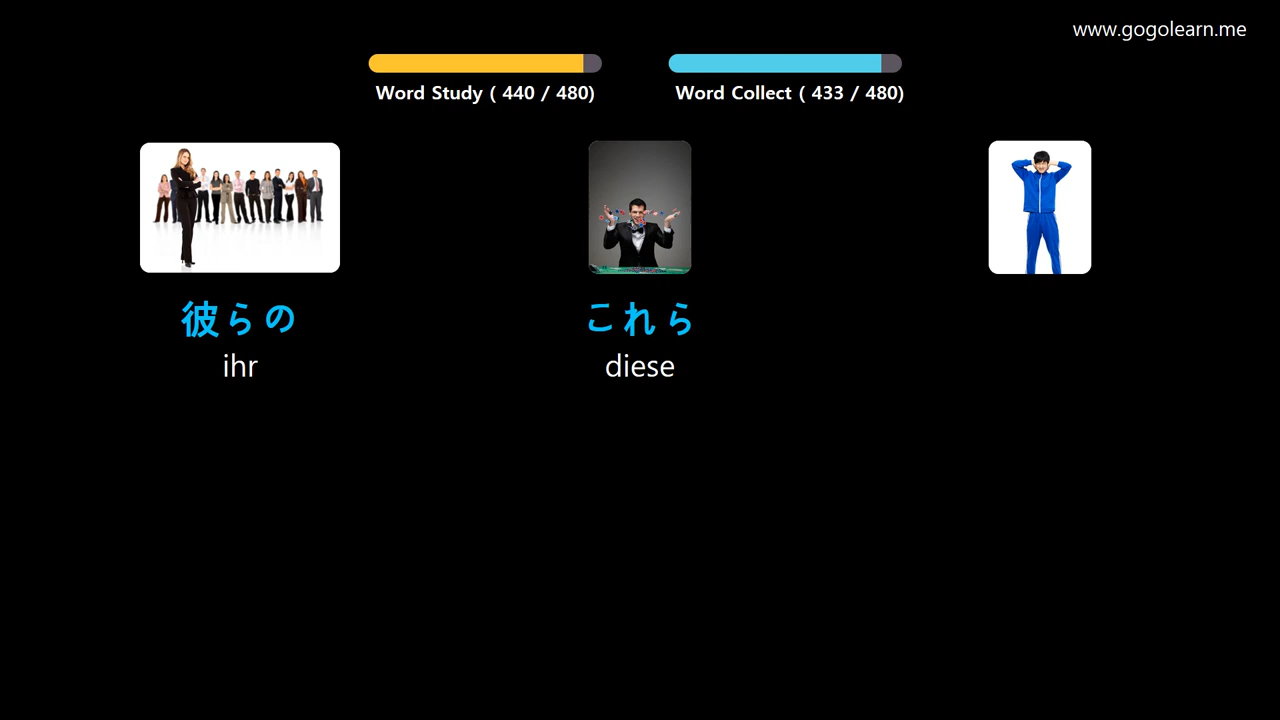 www.gogolearn.me
Word Study ( 440 / 480)
Word Collect ( 433 / 480)
彼らの
ihr
これら
diese